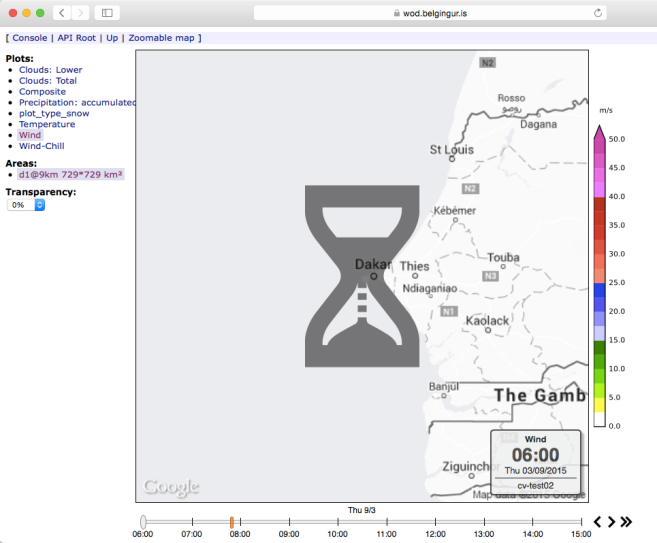 wod.belgingur.is
[ Console | API Root | Up | Zoomable map ]
Plots:
Clouds: Lower
Clouds: Total
Composite
Precipitation: accumulated
plot_type_snow
Temperature
Wind
Wind-Chill
Areas:
d1@9km 729*729 km²
Transparency:
0%
N2
Rosso
Dagana
St Louis
N2
Kébémer
Dakar
Thies
Touba
N3
Ndiaganiao
N1
Kaolack
Banjul
The Gamb
Ziguinchor
Wind
06:00
Thu 03/09/2015
cv-test02
Google
Map data ©2015 Google
m/s
50.0
45.0
40.0
35.0
30.0
25.0
20.0
15.0
10.0
5.0
0.0
Thu 9/3
06:00 07:00 08:00 09:00 10:00 11:00 12:00 13:00 14:00 15:00